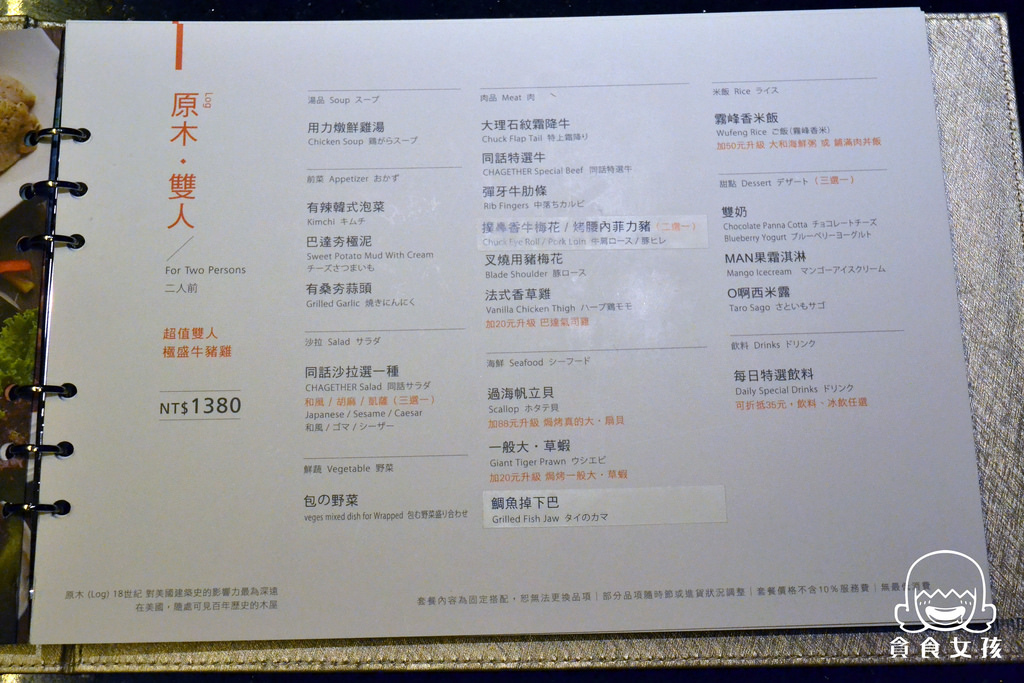 原木・雙人
Log
For Two Persons
二人前
超值雙人
極盛牛豬雞
NT$1380
湯品 Soup スープ
用力燉鮮雞湯
Chicken Soup 鶏がらスープ
前菜 Appetizer おかず
有辣韓式泡菜
Kimchi キムチ
巴達夯極泥
Sweet Potato Mud With Cream
チーズさつまいも
有桑夯蒜頭
Grilled Garlic 焼きにんにく
沙拉 Salad サラダ
同話沙拉選一種
CHAGETHER Salad 同話サラダ
和風 / 胡麻 / 凱薩（三選一）
Japanese / Sesame / Caesar
和風 / ゴマ / シーザー
鮮蔬 Vegetable 野菜
包の野菜
veges mixed dish for Wrapped 包む野菜盛り合わせ
肉品 Meat 肉
大理石紋霜降牛
Chuck Flap Tail 特上霜降り
同話特選牛
CHAGETHER Special Beef 同話特選牛
彈牙牛肋條
Rib Fingers 中落ちカルビ
撲鼻香牛梅花 / 烤腰內菲力豬（二選一）
Chuck Eye Roll / Pork Loin 牛肩ロース / 豚ヒレ
叉燒用豬梅花
Blade Shoulder 豚ロース
法式香草雞
Vanilla Chicken Thigh ハーブ鶏モモ
加20元升級 巴達氣司雞
海鮮 Seafood シーフード
過海帆立貝
Scallop ホタテ貝
加88元升級 焗烤真的大・扇貝
一般大・草蝦
Giant Tiger Prawn ウシエビ
加20元升級 焗烤一般大・草蝦
鯛魚掉下巴
Grilled Fish Jaw タイのカマ
米飯 Rice ライス
霧峰香米飯
Wufeng Rice ご飯（霧峰香米）
加50元升級 大和海鮮粥 或 鋪滿肉丼飯
甜點 Dessert デザート（三選一）
雙奶
Chocolate Panna Cotta チョコレートチーズ
Blueberry Yogurt ブルーベリーヨーグルト
MAN果霜淇淋
Mango Icecream マンゴーアイスクリーム
O啊西米露
Taro Sago さといもサゴ
飲料 Drinks ドリンク
每日特選飲料
Daily Special Drinks ドリンク
可折抵35元，飲料、冰飲任選
原木 (Log) 18世紀 對美國建築史的影響力最為深遠
在美國，隨處可見百年歷史的木屋
套餐內容為固定搭配，恕無法更換品項｜部分品項隨時節或進貨狀況調整｜套餐價格不含10%服務費｜無最低消費
貪食女孩